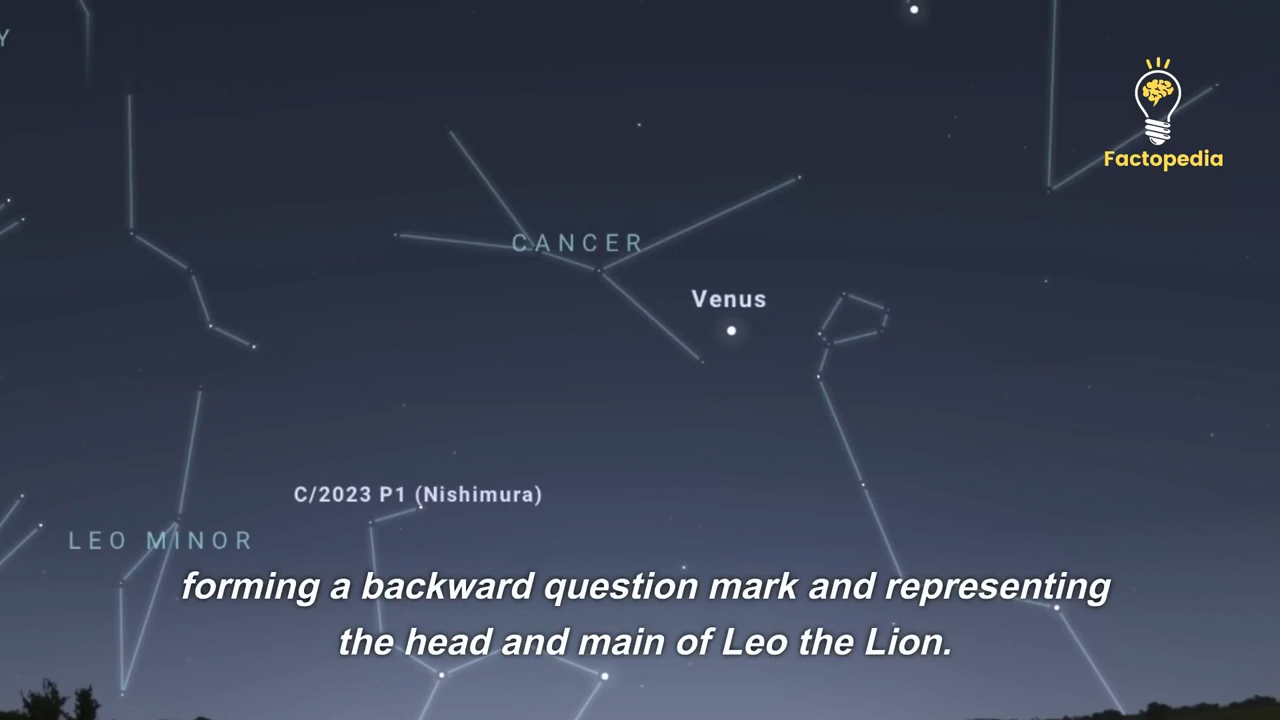 Y
Factopedia
CANCER
Venus
C/2023 P1 (Nishimura)
LEO MINOR
forming a backward question mark and representing
the head and main of Leo the Lion.